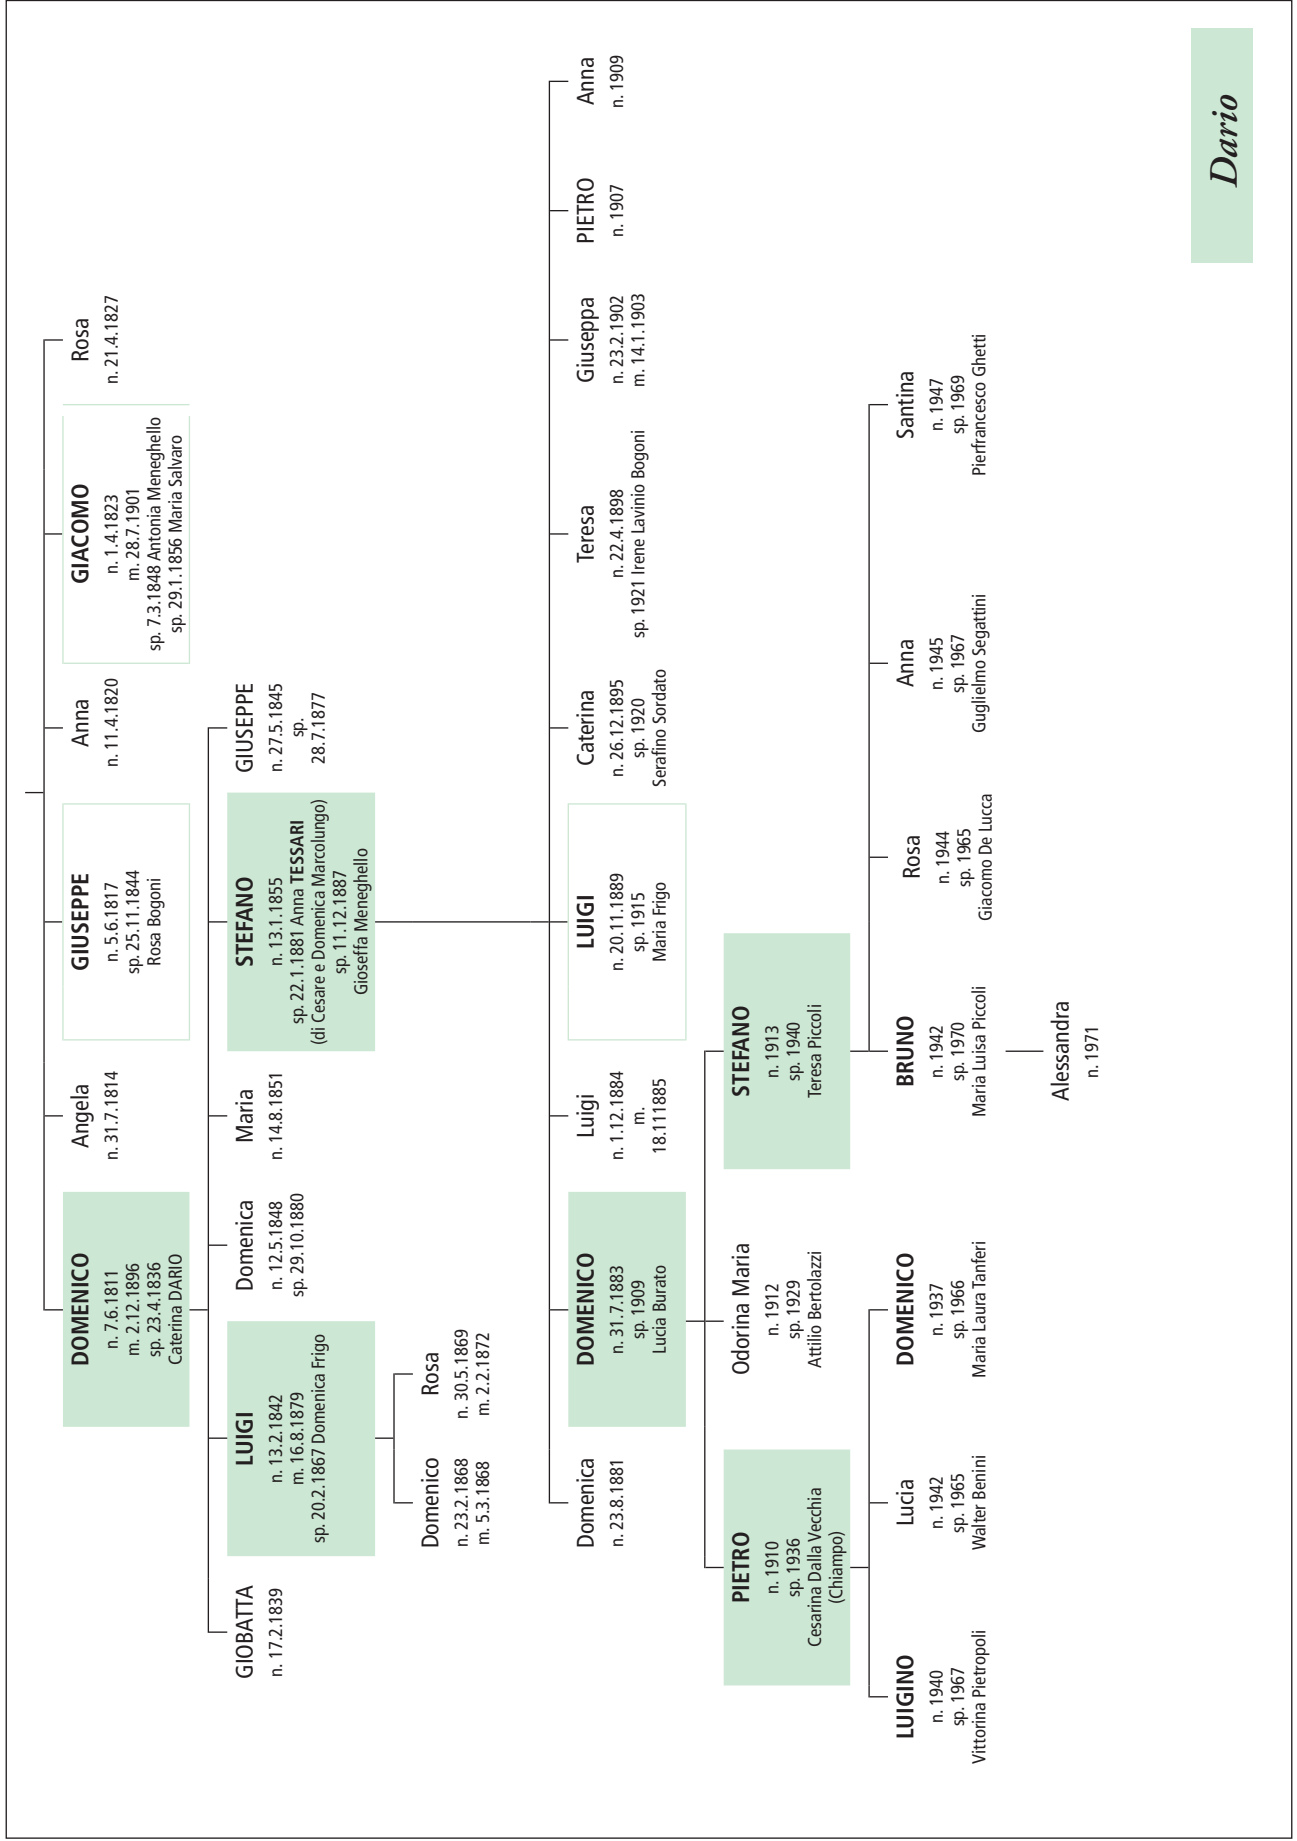 DOMENICO
n. 7.6.1811
m. 2.12.1896
sp. 23.4.1836
Caterina DARIO
Angela
n. 31.7.1814
GIUSEPPE
n. 5.6.1817
sp. 25.11.1844
Rosa Bogoni
Anna
n. 11.4.1820
GIACOMO
n. 1.4.1823
m. 28.7.1901
sp. 7.3.1848 Antonia Meneghello
sp. 29.1.1856 Maria Salvaro
Rosa
n. 21.4.1827
GIOBATTA
n. 17.2.1839
LUIGI
n. 13.2.1842
m. 16.8.1879
sp. 20.2.1867 Domenica Frigo
Domenica
n. 12.5.1848
sp. 29.10.1880
Maria
n. 14.8.1851
STEFANO
n. 13.1.1855
sp. 22.1.1881 Anna TESSARI
(di Cesare e Domenica Marcolungo)
sp. 11.12.1887
Gioseffa Meneghello
GIUSEPPE
n. 27.5.1845
sp.
28.7.1877
Domenico
n. 23.2.1868
m. 5.3.1868
Rosa
n. 30.5.1869
m. 2.2.1872
Domenica
n. 23.8.1881
DOMENICO
n. 31.7.1883
sp. 1909
Lucia Burato
Luigi
n. 1.12.1884
m.
18.111885
LUIGI
n. 20.11.1889
sp. 1915
Maria Frigo
Caterina
n. 26.12.1895
sp. 1920
Serafino Sordato
Teresa
n. 22.4.1898
sp. 1921 Irene Lavinio Bogoni
Giuseppa
n. 23.2.1902
m. 14.1.1903
PIETRO
n. 1907
Anna
n. 1909
PIETRO
n. 1910
sp. 1936
Cesarina Dalla Vecchia
(Chiampo)
Odorina Maria
n. 1912
sp. 1929
Attilio Bertolazzi
STEFANO
n. 1913
sp. 1940
Teresa Piccoli
LUIGINO
n. 1940
sp. 1967
Vittorina Pietropoli
Lucia
n. 1942
sp. 1965
Walter Benini
DOMENICO
n. 1937
sp. 1966
Maria Laura Tanferi
BRUNO
n. 1942
sp. 1970
Maria Luisa Piccoli
Rosa
n. 1944
sp. 1965
Giacomo De Lucca
Anna
n. 1945
sp. 1967
Guglielmo Segattini
Santina
n. 1947
sp. 1969
Pierfrancesco Ghetti
Alessandra
n. 1971
Dario